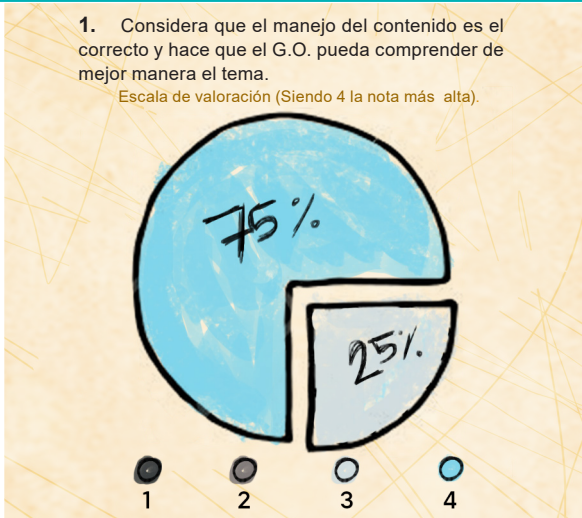 1. Considera que el manejo del contenido es el
correcto y hace que el G.O. pueda comprender de
mejor manera el tema.
Escala de valoración (Siendo 4 la nota más alta).
75%
25%
1 2 3 4